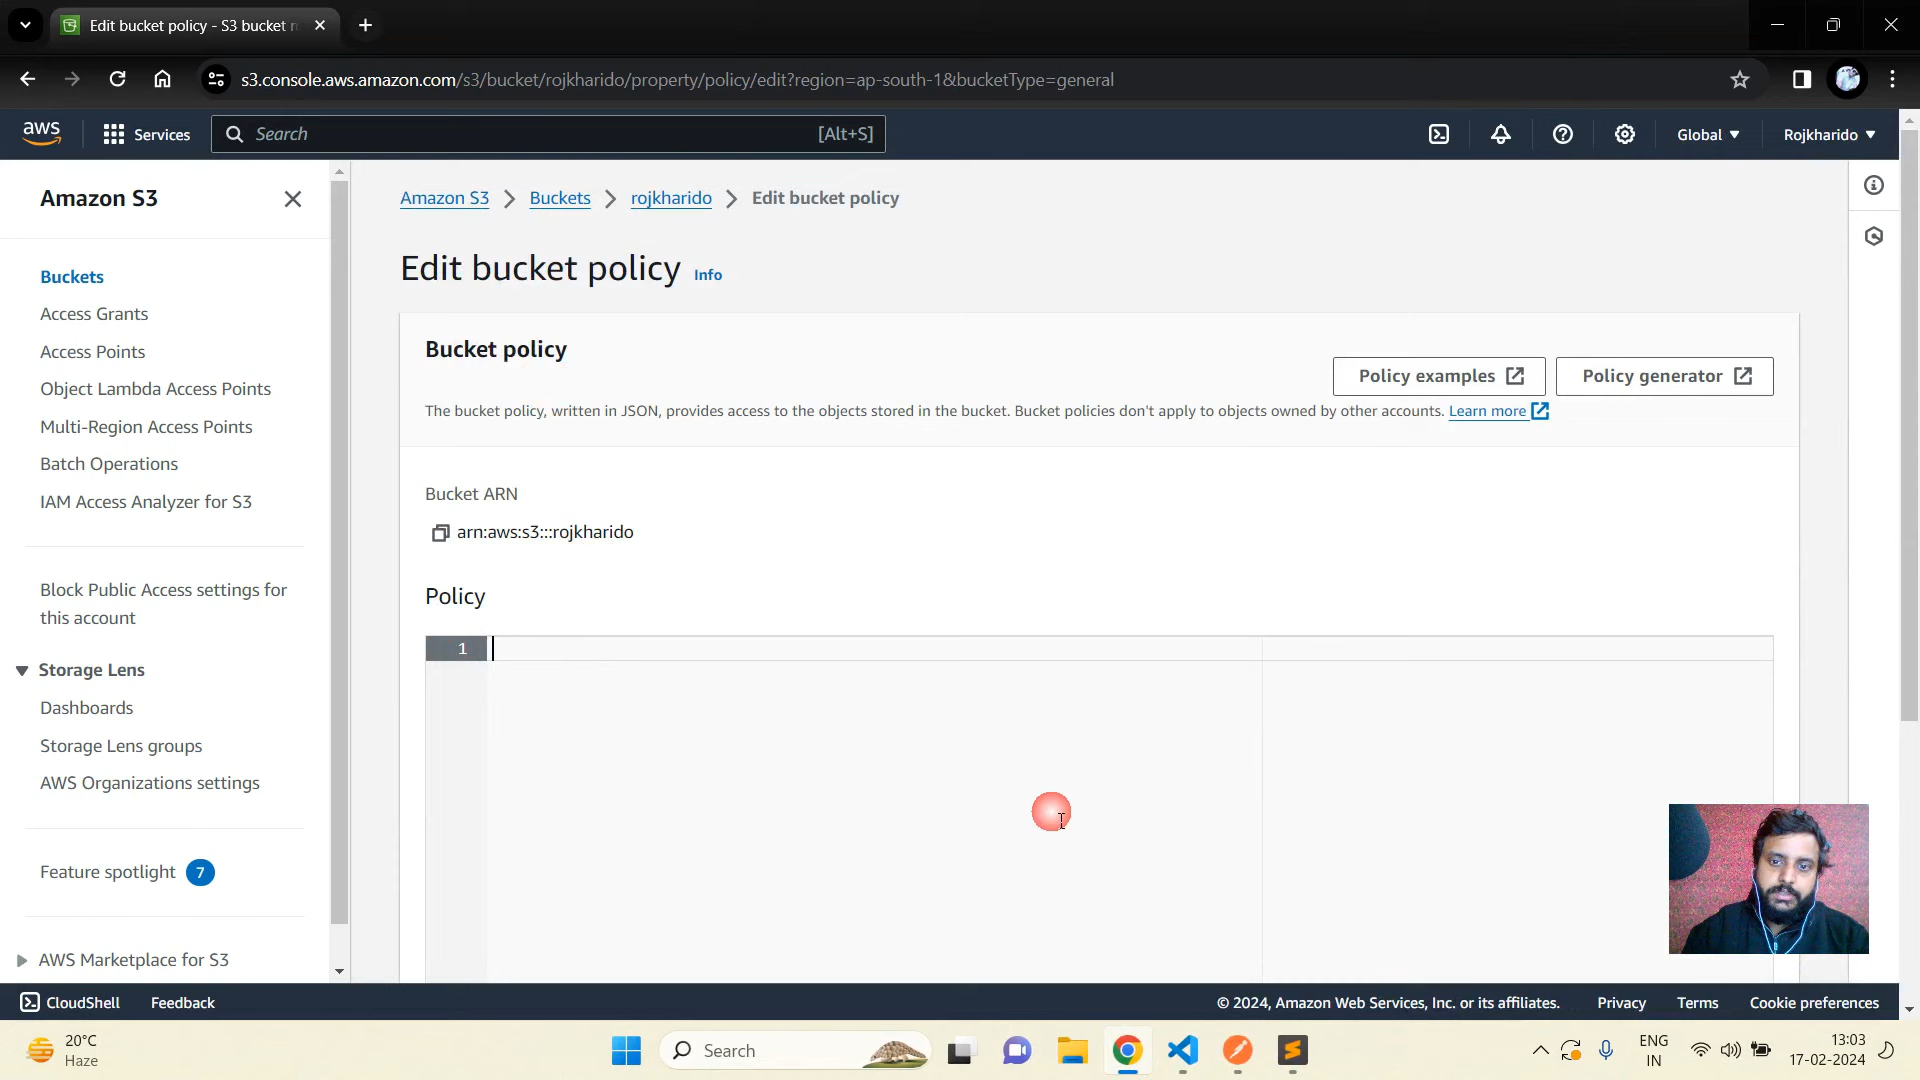 Edit bucket policy - S3 bucket r
s3.console.aws.amazon.com/s3/bucket/rojkharido/property/policy/edit?region=ap-south-1&bucketType=general
aws
Services
Search
[Alt+S]
Global
Rojkharido
Amazon S3
Buckets
Access Grants
Access Points
Object Lambda Access Points
Multi-Region Access Points
Batch Operations
IAM Access Analyzer for S3
Block Public Access settings for
this account
Storage Lens
Dashboards
Storage Lens groups
AWS Organizations settings
Feature spotlight 7
AWS Marketplace for S3
Amazon S3 > Buckets > rojkharido > Edit bucket policy
Edit bucket policy Info
Bucket policy
Policy examples
Policy generator
The bucket policy, written in JSON, provides access to the objects stored in the bucket. Bucket policies don't apply to objects owned by other accounts. Learn more
Bucket ARN
arn:aws:s3:::rojkharido
Policy
1
CloudShell
Feedback
© 2024, Amazon Web Services, Inc. or its affiliates.
Privacy
Terms
Cookie preferences
20°C
Haze
Search
ENG
IN
13:03
17-02-2024